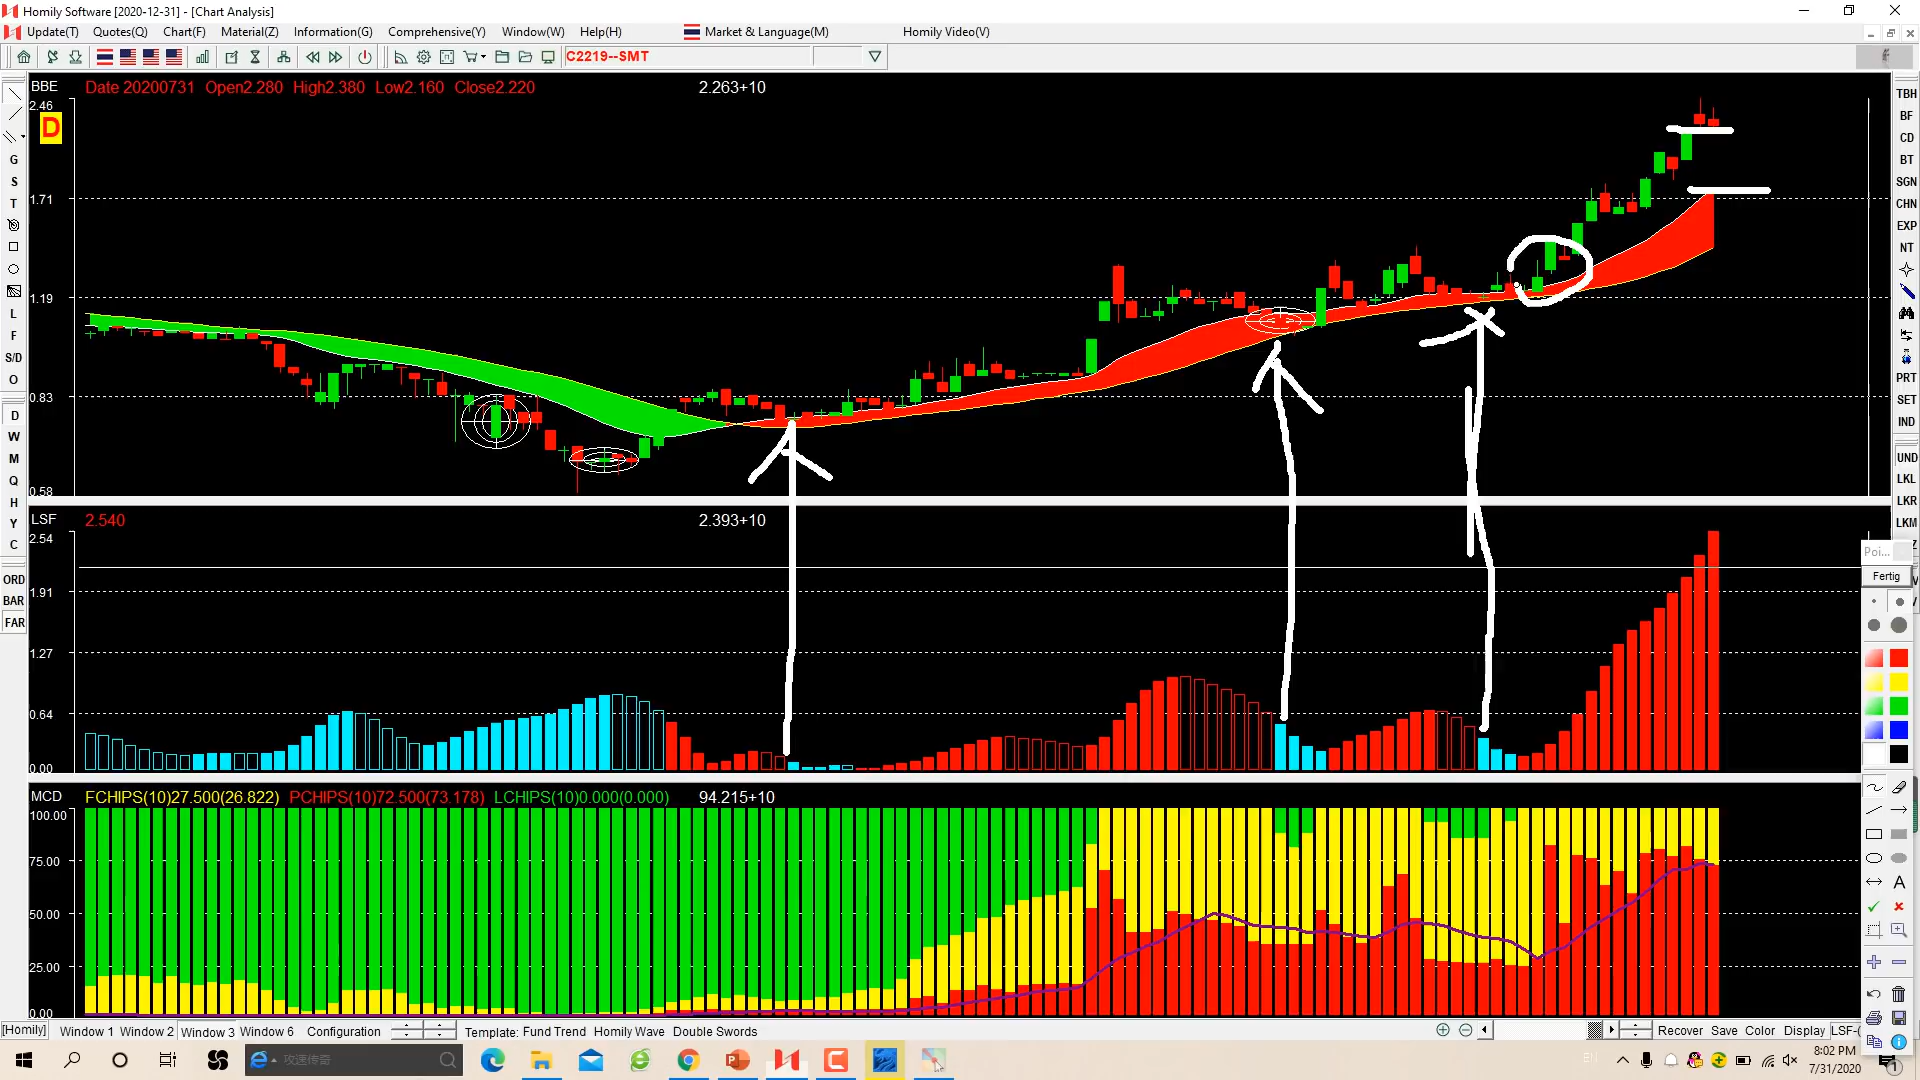 Homily Software [2020-12-31] - [Chart Analysis]
Update(T) Quotes(Q) Chart(F) Material(Z) Information(G) Comprehensive(Y) Window(W) Help(H) Market & Language(M) Homily Video(V)
C2219--SMT
BBE Date 20200731 Open2.280 High2.380 Low2.160 Close2.220 2.263+10
2.46
D
1.71
1.19
0.83
0.58
LSF 2.540 2.393+10
2.54
1.91
1.27
0.64
0.00
MCD FCHIPS(10)27.500(26.822) PCHIPS(10)72.500(73.178) LCHIPS(10)0.000(0.000) 94.215+10
100.00
75.00
50.00
25.00
0.00
G
S
T
L
F
S/D
O
D
W
M
Q
H
Y
C
ORD
BAR
FAR
TBH
BF
CD
BT
SGN
CHN
EXP
NT
PRT
SET
IND
UND
LKL
LKR
LKM
Poi...
Fertig
A
[Homily] Window 1 Window 2 Window 3 Window 6 Configuration Template: Fund Trend Homily Wave Double Swords Recover Save Color Display LSF-(
攻速传奇
8:02 PM
7/31/2020